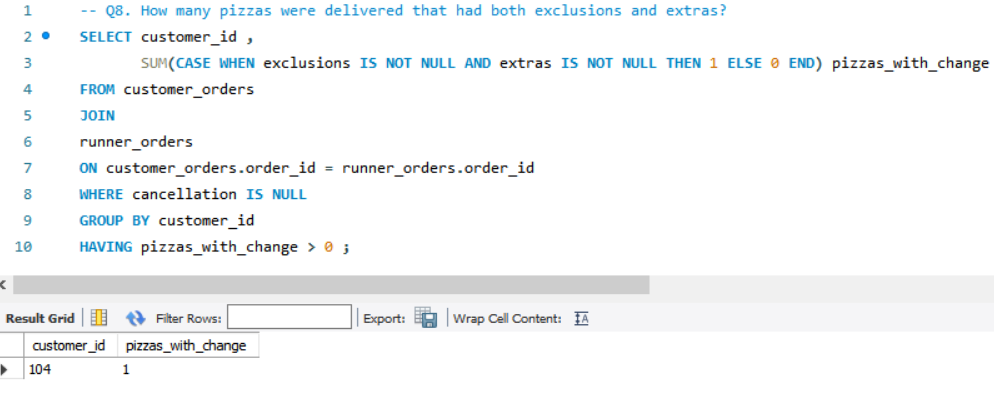 1 -- Q8. How many pizzas were delivered that had both exclusions and extras?
2 SELECT customer_id ,
3 SUM(CASE WHEN exclusions IS NOT NULL AND extras IS NOT NULL THEN 1 ELSE 0 END) pizzas_with_change
4 FROM customer_orders
5 JOIN
6 runner_orders
7 ON customer_orders.order_id = runner_orders.order_id
8 WHERE cancellation IS NULL
9 GROUP BY customer_id
10 HAVING pizzas_with_change > 0 ;
Result Grid Filter Rows: Export: Wrap Cell Content:
customer_id pizzas_with_change
104 1